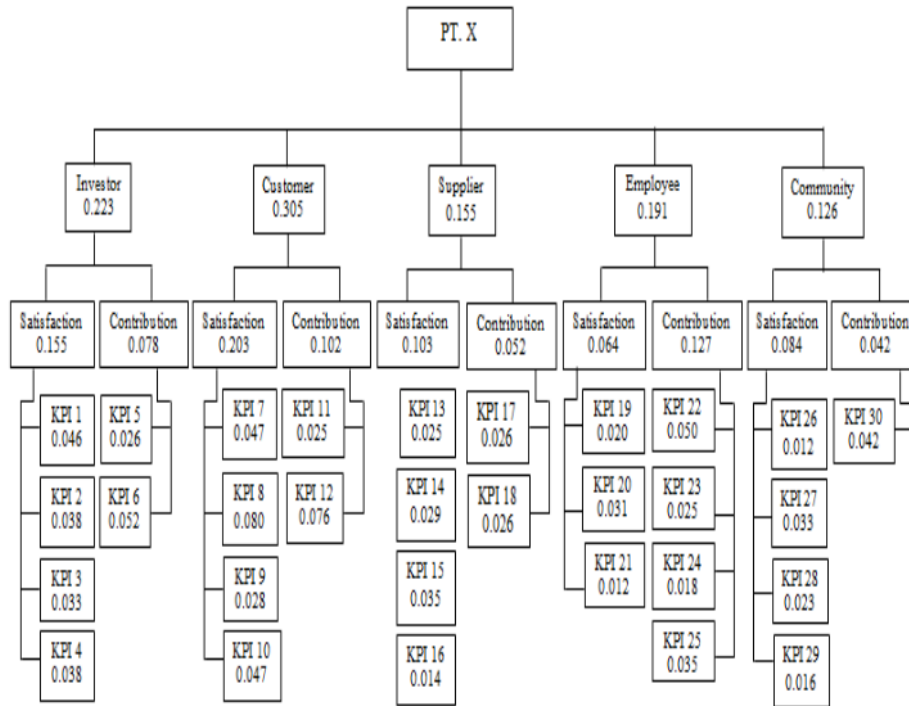 PT. X
Investor
0.223
Customer
0.305
Supplier
0.155
Employee
0.191
Community
0.126
Satisfaction
0.155
Contribution
0.078
Satisfaction
0.203
Contribution
0.102
Satisfaction
0.103
Contribution
0.052
Satisfaction
0.064
Contribution
0.127
Satisfaction
0.084
Contribution
0.042
KPI 1
0.046
KPI 2
0.038
KPI 3
0.033
KPI 4
0.038
KPI 5
0.026
KPI 6
0.052
KPI 7
0.047
KPI 8
0.080
KPI 9
0.028
KPI 10
0.047
KPI 11
0.025
KPI 12
0.076
KPI 13
0.025
KPI 14
0.029
KPI 15
0.035
KPI 16
0.014
KPI 17
0.026
KPI 18
0.026
KPI 19
0.020
KPI 20
0.031
KPI 21
0.012
KPI 22
0.050
KPI 23
0.025
KPI 24
0.018
KPI 25
0.035
KPI 26
0.012
KPI 27
0.033
KPI 28
0.023
KPI 29
0.016
KPI 30
0.042